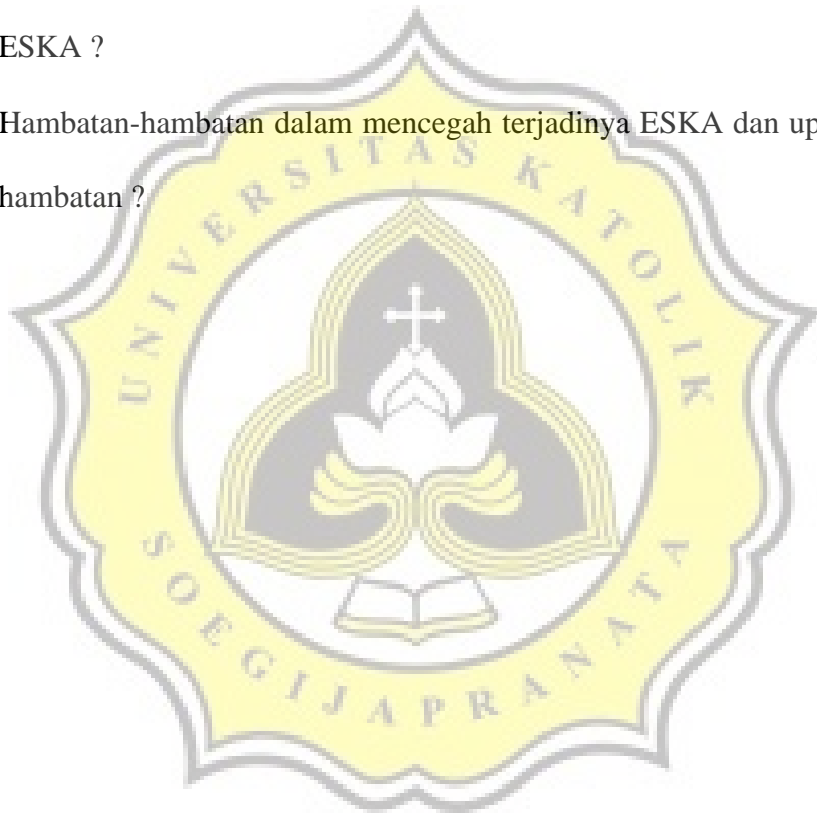 ESKA ?
Hambatan-hambatan dalam mencegah terjadinya ESKA dan up
hambatan ?
UNIVERSITAS KATOLIK
SOEGIJAPRANATA